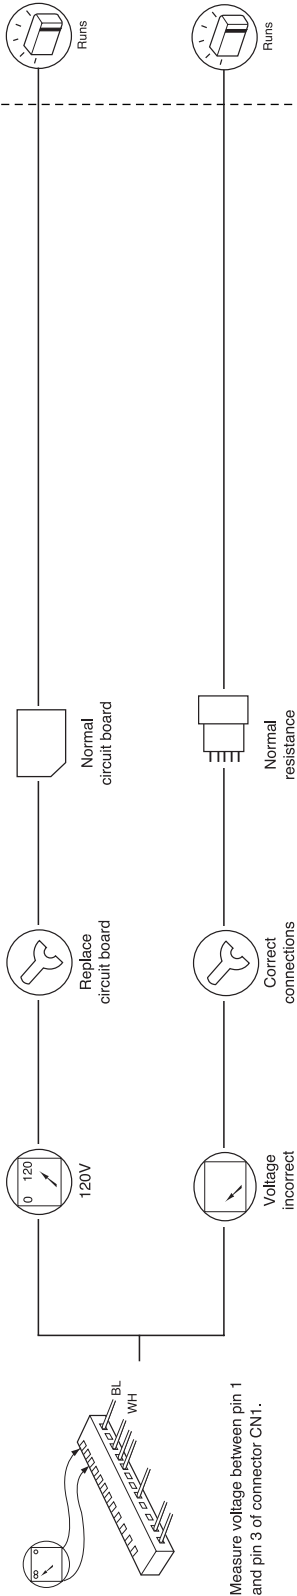 ∞ 0
BL
WH
Measure voltage between pin 1
and pin 3 of connector CN1.
0 120
120V
Replace
circuit board
Normal
circuit board
Runs
Voltage
incorrect
Correct
connections
Normal
resistance
Runs